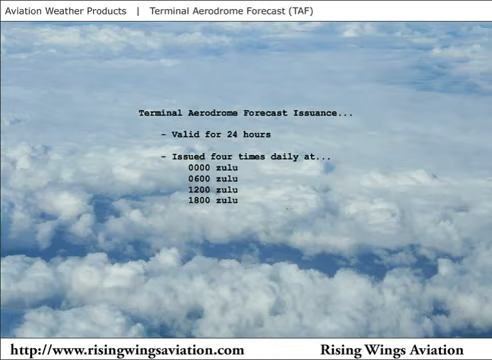 Aviation Weather Products | Terminal Aerodrome Forecast (TAF)
Terminal Aerodrome Forecast Issuance...
- Valid for 24 hours
- Issued four times daily at...
0000 zulu
0600 zulu
1200 zulu
1800 zulu
http://www.risingwingsaviation.com Rising Wings Aviation